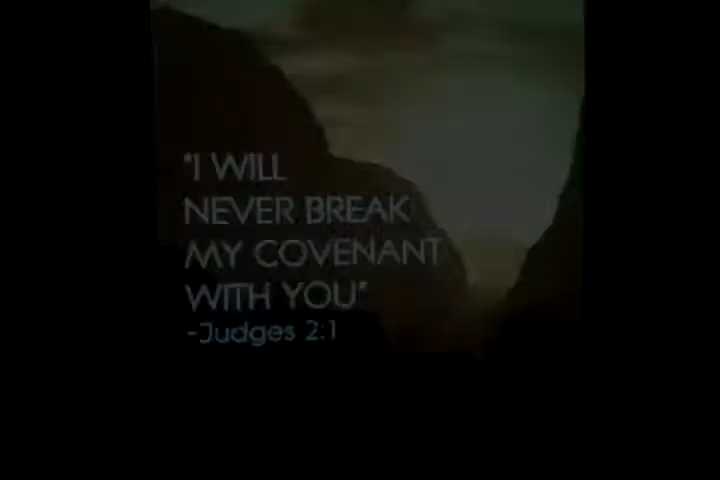 "I WILL
NEVER BREAK
MY COVENANT
WITH YOU"
-Judges 2:1